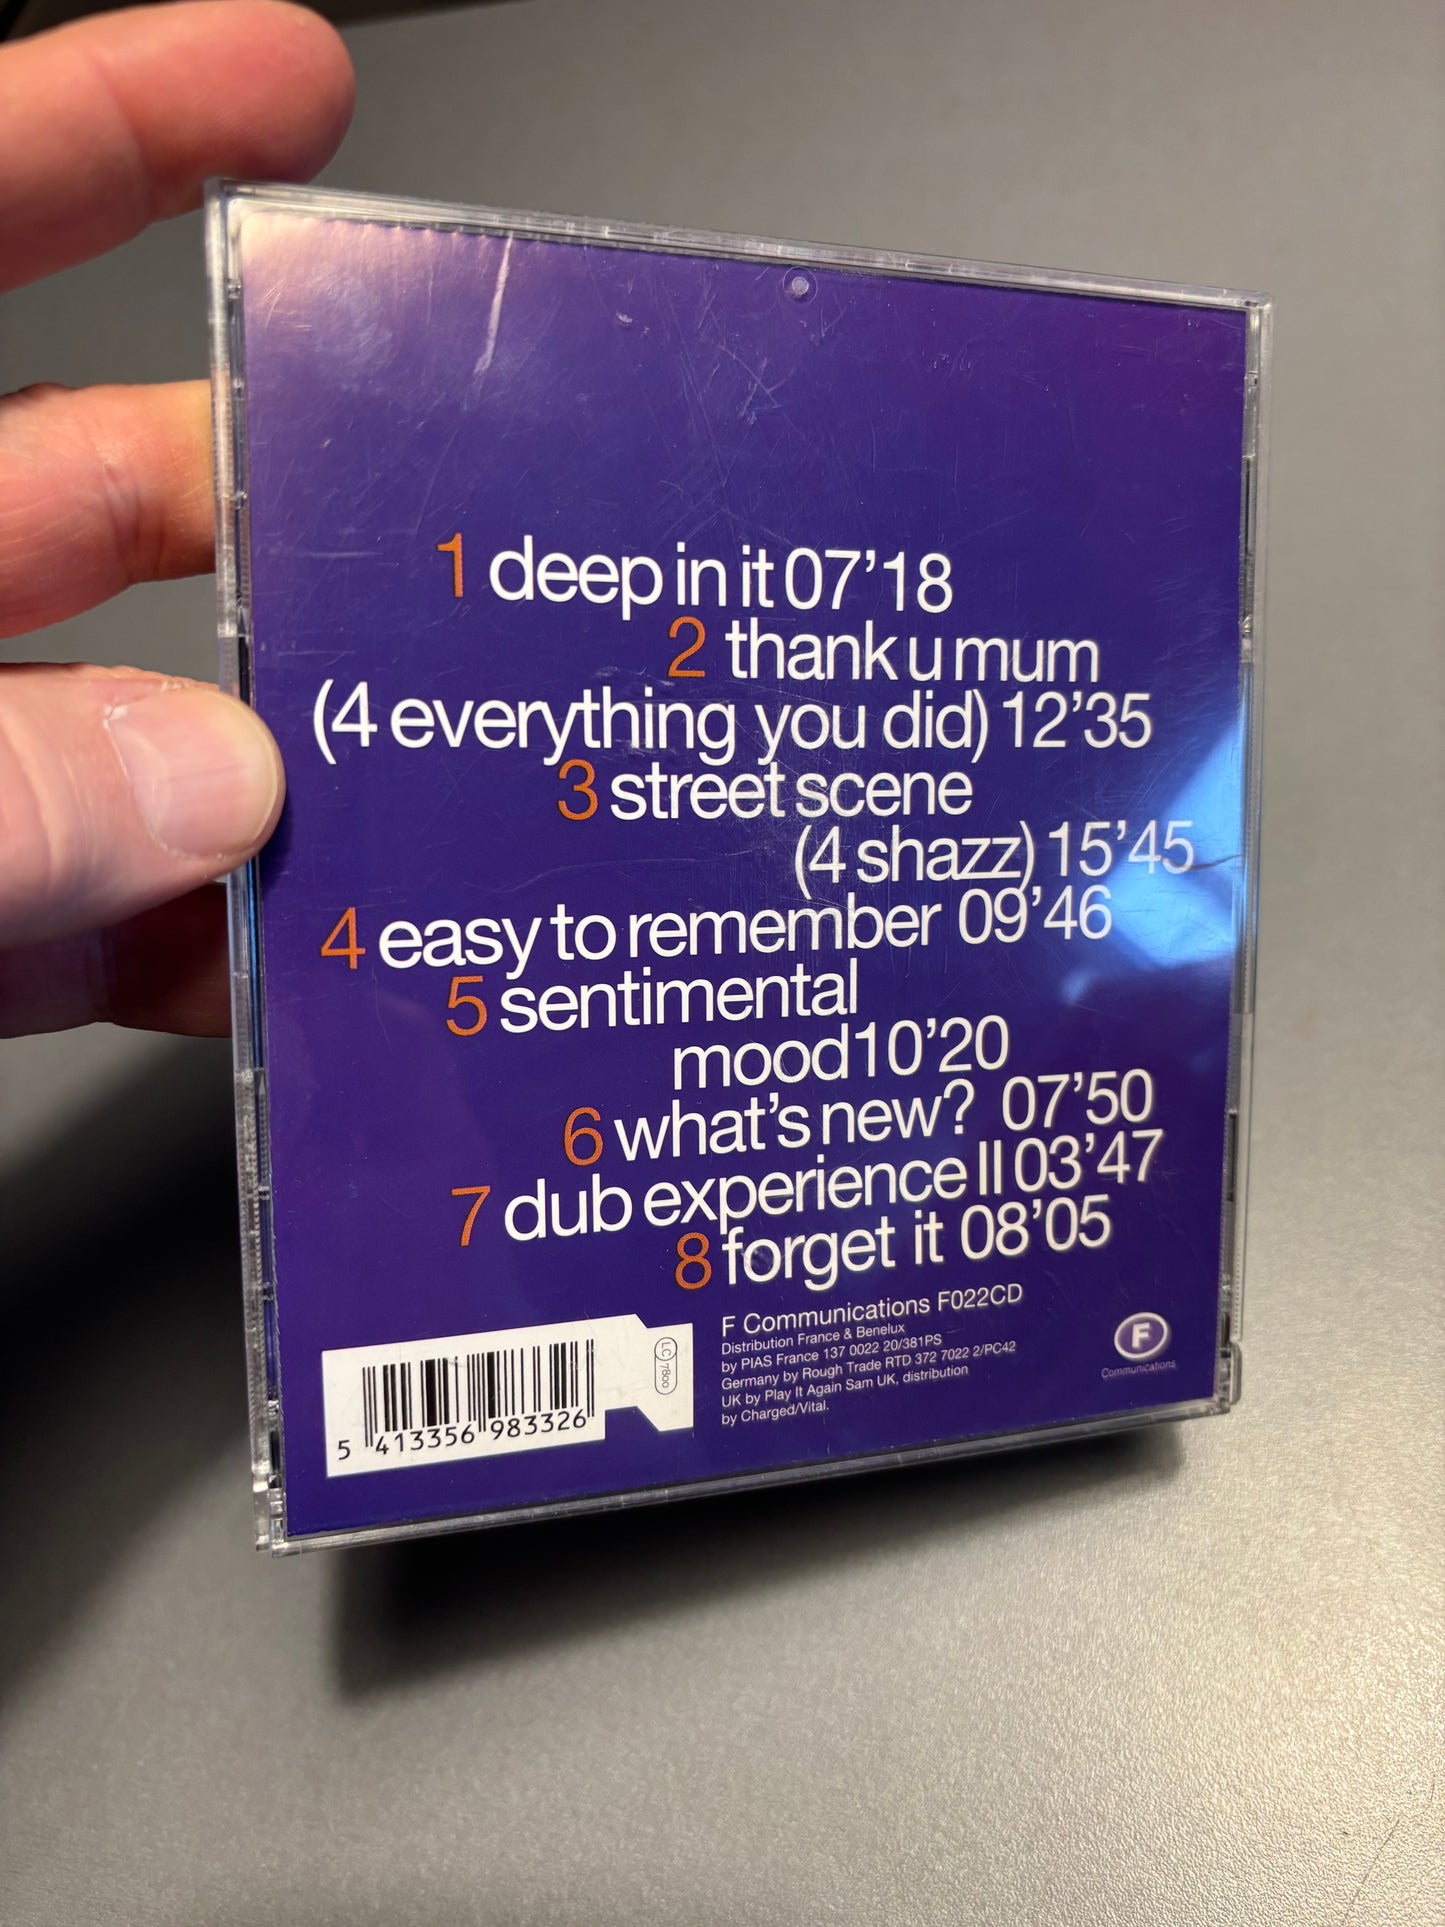 1 deep in it 07’18
2 thank u mum
(4 everything you did) 12’35
3 street scene
(4 shazz) 15’45
4 easy to remember 09’46
5 sentimental
mood 10’20
6 what’s new? 07’50
7 dub experience II 03’47
8 forget it 08’05
F Communications F022CD
Distribution France & Benelux
by PIAS France 137 0022 20/381PS
Germany by Rough Trade RTD 372 7022 2/PC42
UK by Play It Again Sam UK, distribution
by Charged/Vital.
LC 7800
5 413356 983326
F
Communications